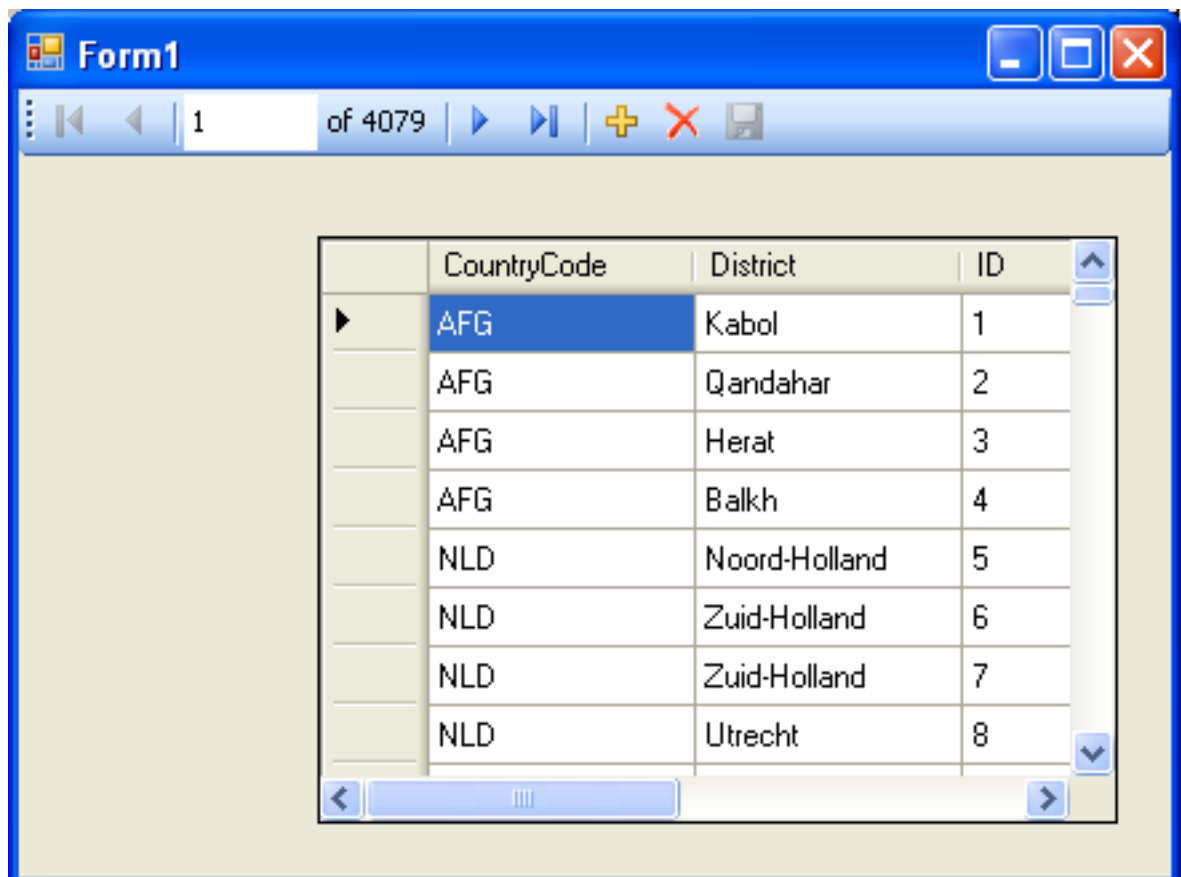 Form1
1 of 4079
CountryCode District ID
AFG Kabol 1
AFG Qandahar 2
AFG Herat 3
AFG Balkh 4
NLD Noord-Holland 5
NLD Zuid-Holland 6
NLD Zuid-Holland 7
NLD Utrecht 8